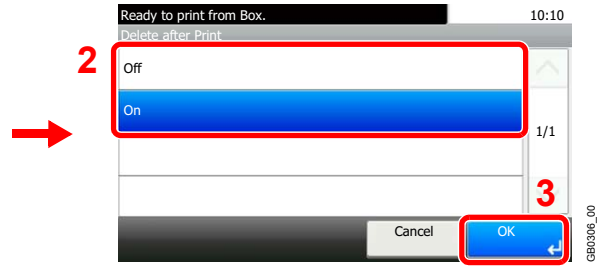 Ready to print from Box. 10:10
Delete after Print
2
Off
On
1/1
3
Cancel OK
GB0306_00